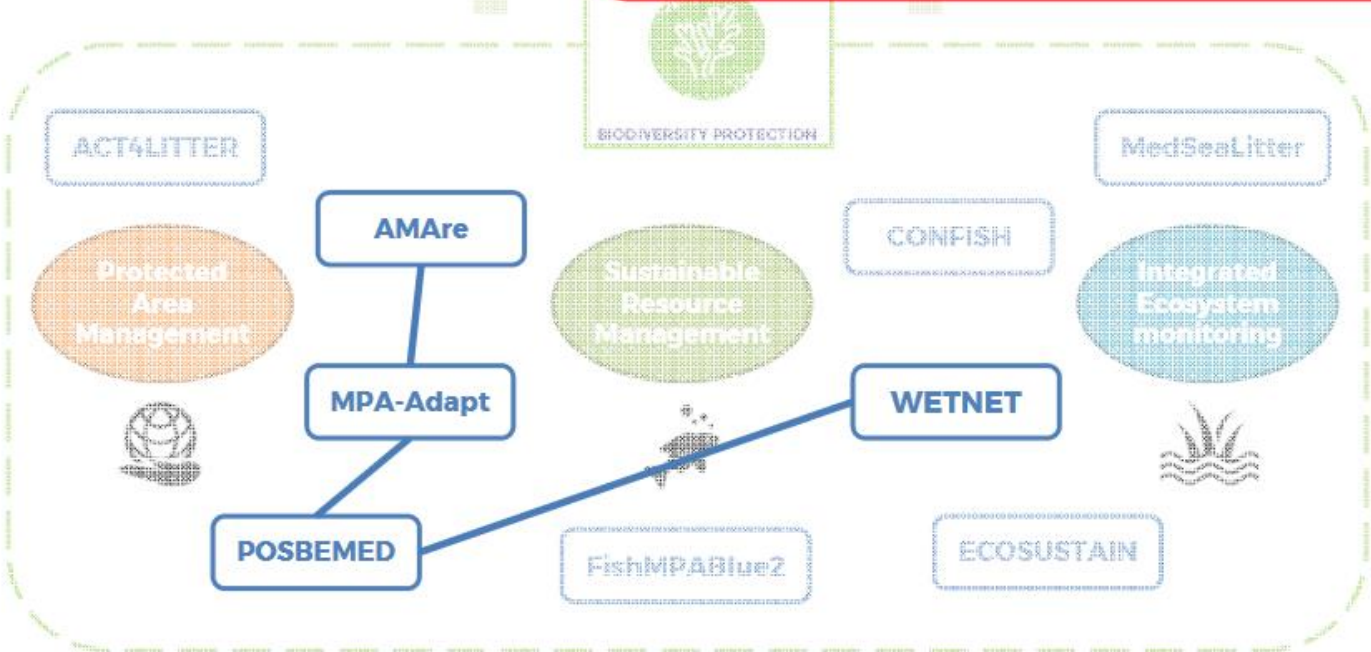 BIODIVERSITY PROTECTION
ACT4LITTER
MedSeaLitter
AMAre
CONFISH
Protected
Area
Management
Sustainable
Resource
Management
Integrated
Ecosystem
monitoring
MPA-Adapt
WETNET
POSBEMED
FishMPABlue2
ECOSUSTAIN